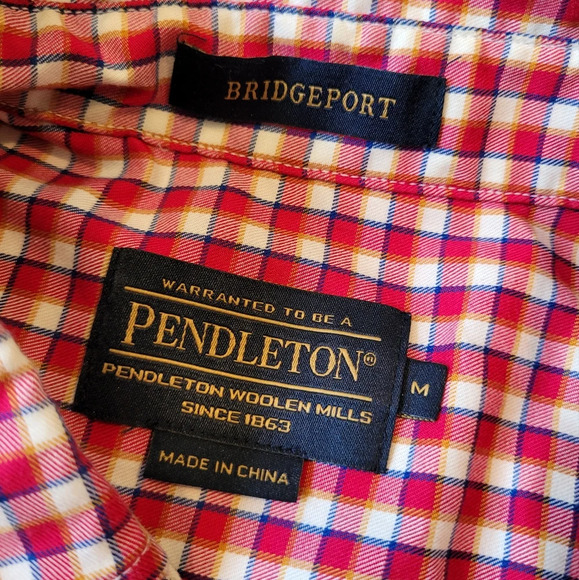 BRIDGEPORT
WARRANTED TO BE A
PENDLETON®
PENDLETON WOOLEN MILLS
SINCE 1863
M
MADE IN CHINA